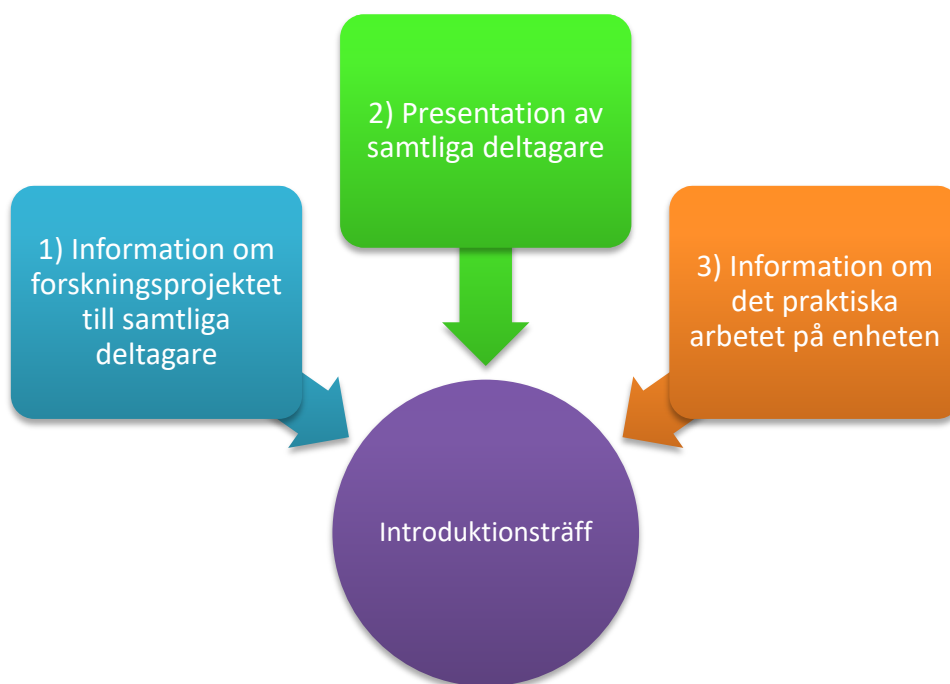 1) Information om
forskningsprojektet
till samtliga
deltagare
2) Presentation av
samtliga deltagare
3) Information om
det praktiska
arbetet på enheten
Introduktionsträff